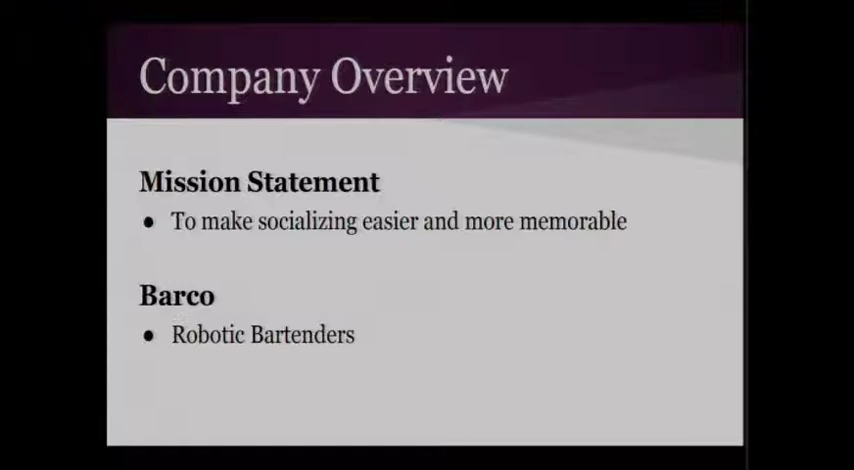 Company Overview
Mission Statement
● To make socializing easier and more memorable
Barco
● Robotic Bartenders